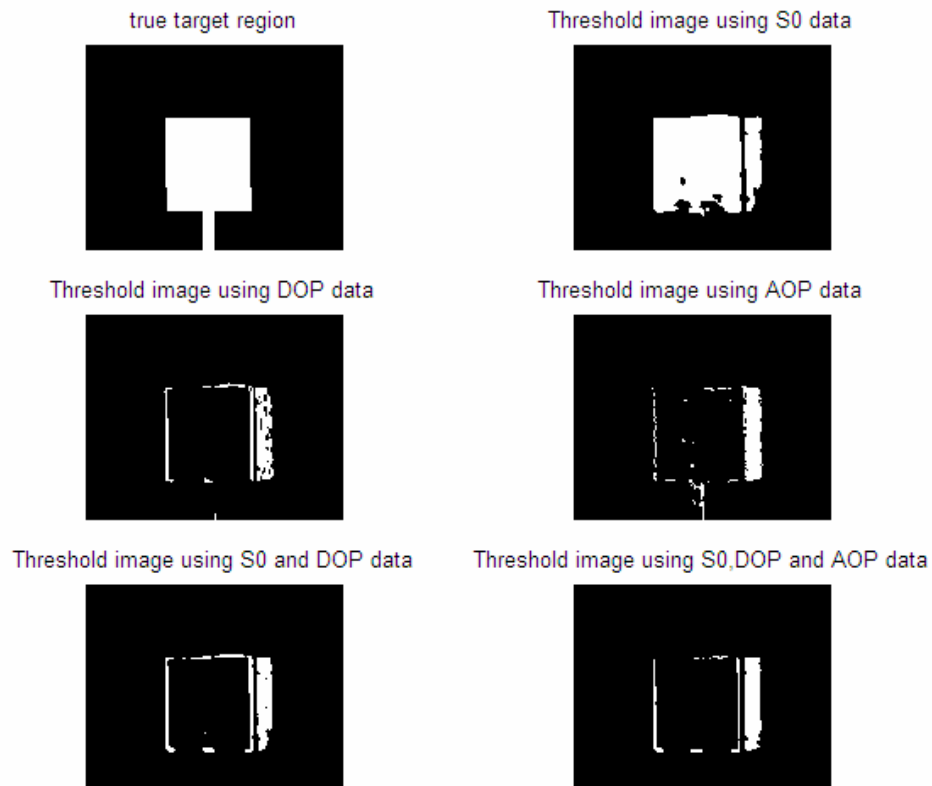 true target region
Threshold image using S0 data
Threshold image using DOP data
Threshold image using AOP data
Threshold image using S0 and DOP data
Threshold image using S0,DOP and AOP data